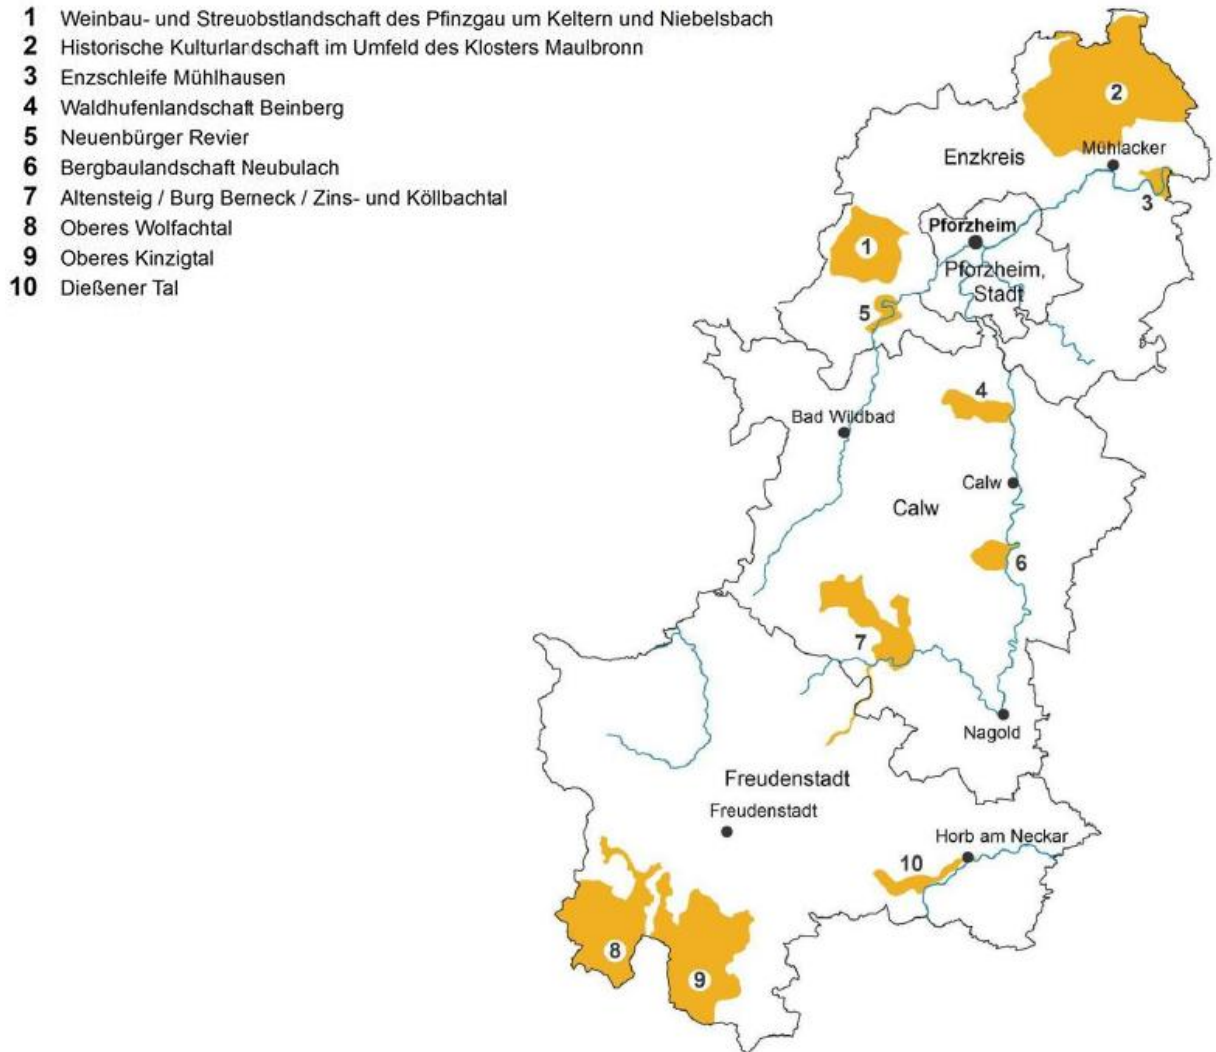 1 Weinbau- und Streuobstlandschaft des Pfinzgau um Keltern und Niebelsbach
2 Historische Kulturlandschaft im Umfeld des Klosters Maulbronn
3 Enzschleife Mühlhausen
4 Waldhufenlandschaft Beinberg
5 Neuenbürger Revier
6 Bergbaulandschaft Neubulach
7 Altensteig / Burg Berneck / Zins- und Köllbachtal
8 Oberes Wolfachtal
9 Oberes Kinzigtal
10 Dießener Tal
2
Mühlacker
Enzkreis
3
Pforzheim
1
Pforzheim,
Stadt
5
4
Bad Wildbad
Calw
Calw
6
7
Nagold
Freudenstadt
Freudenstadt
Horb am Neckar
10
8
9